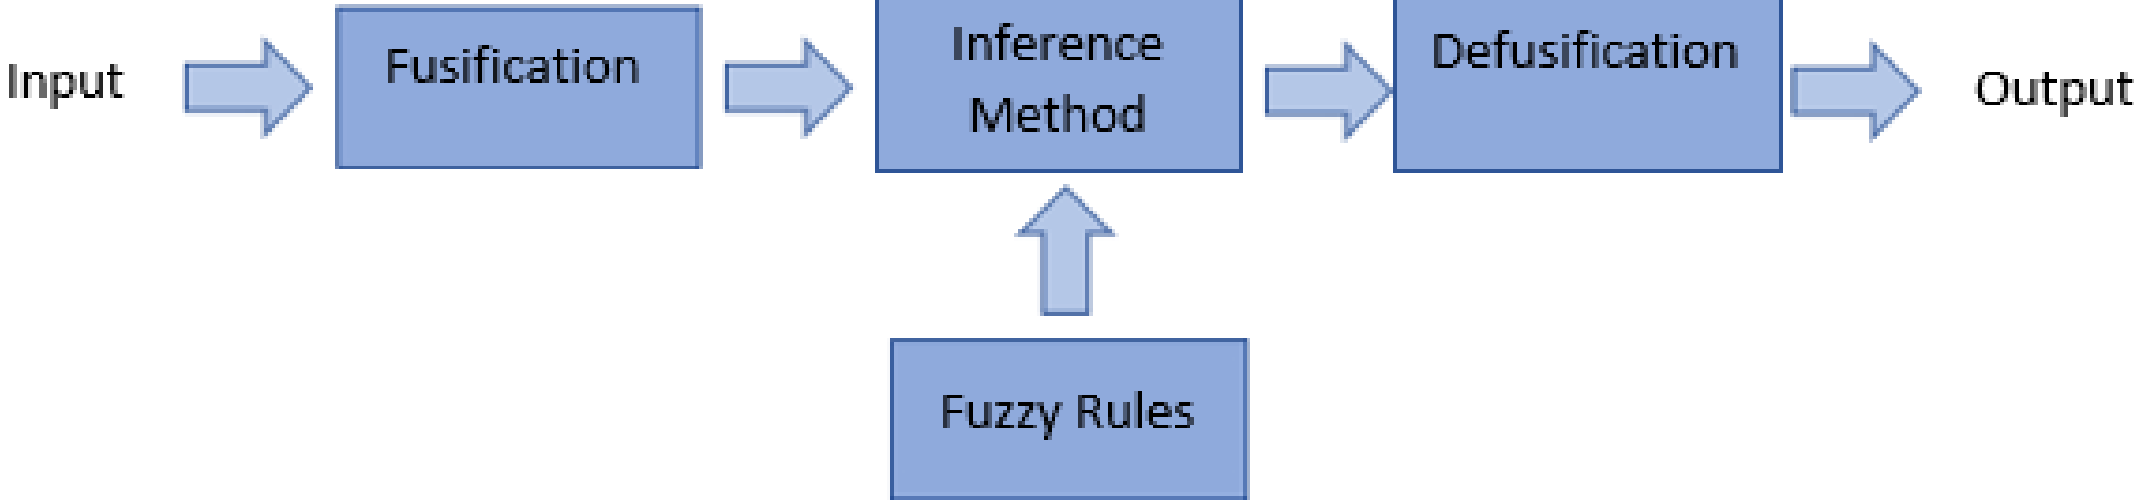 Input
Fusification
Inference
Method
Defusification
Output
Fuzzy Rules